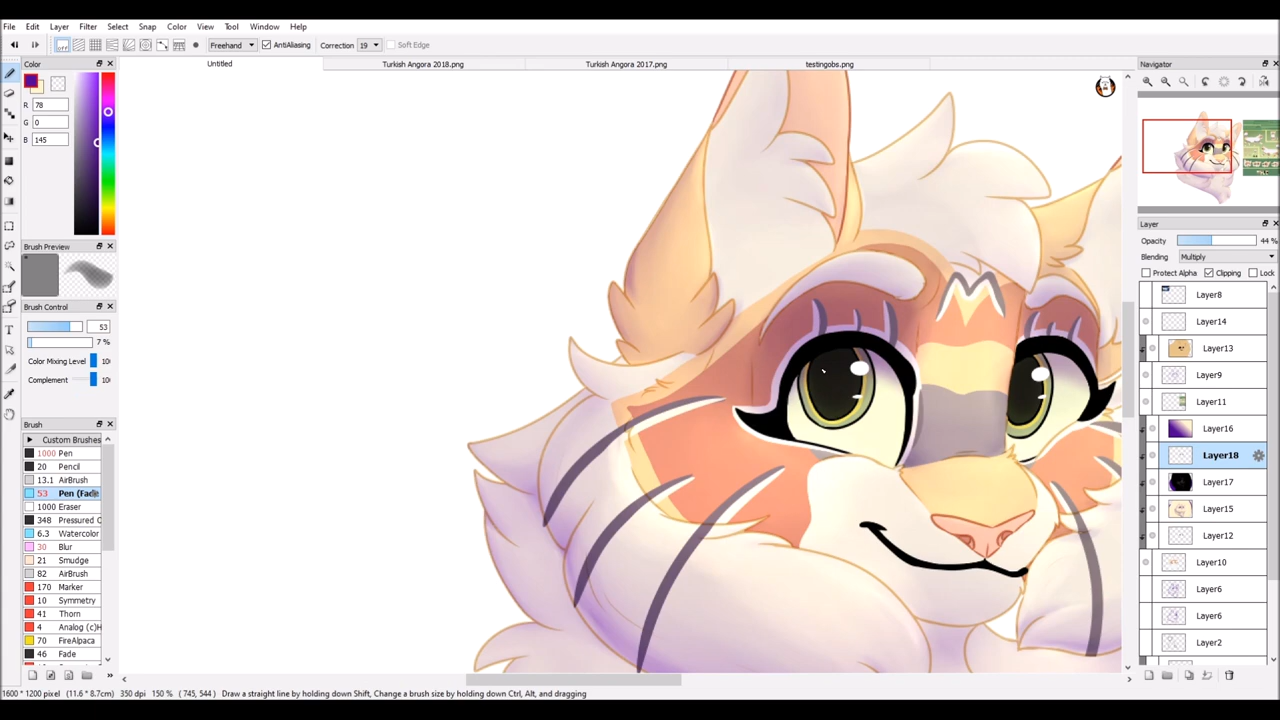 File Edit Layer Filter Select Snap Color View Tool Window Help
off Freehand AntiAliasing Correction 19 Soft Edge
Color
Untitled Turkish Angora 2018.png Turkish Angora 2017.png testingobs.png
Navigator
R 78
G 0
B 145
Brush Preview
Brush Control
53
7 %
Color Mixing Level 10
Complement 10
Brush
Custom Brushes
1000 Pen
20 Pencil
13.1 AirBrush
53 Pen (Fade
1000 Eraser
348 Pressured
6.3 Watercolor
30 Blur
21 Smudge
82 AirBrush
170 Marker
10 Symmetry
41 Thorn
4 Analog (c)H
70 FireAlpaca
46 Fade
Layer
Opacity 44 %
Blending Multiply
Protect Alpha Clipping Lock
Layer8
Layer14
Layer13
Layer9
Layer11
Layer16
Layer18
Layer17
Layer15
Layer12
Layer10
Layer6
Layer6
Layer2
1600 * 1200 pixel (11.6 * 8.7cm) 350 dpi 150 % ( 745, 544 ) Draw a straight line by holding down Shift, Change a brush size by holding down Ctrl, Alt, and dragging